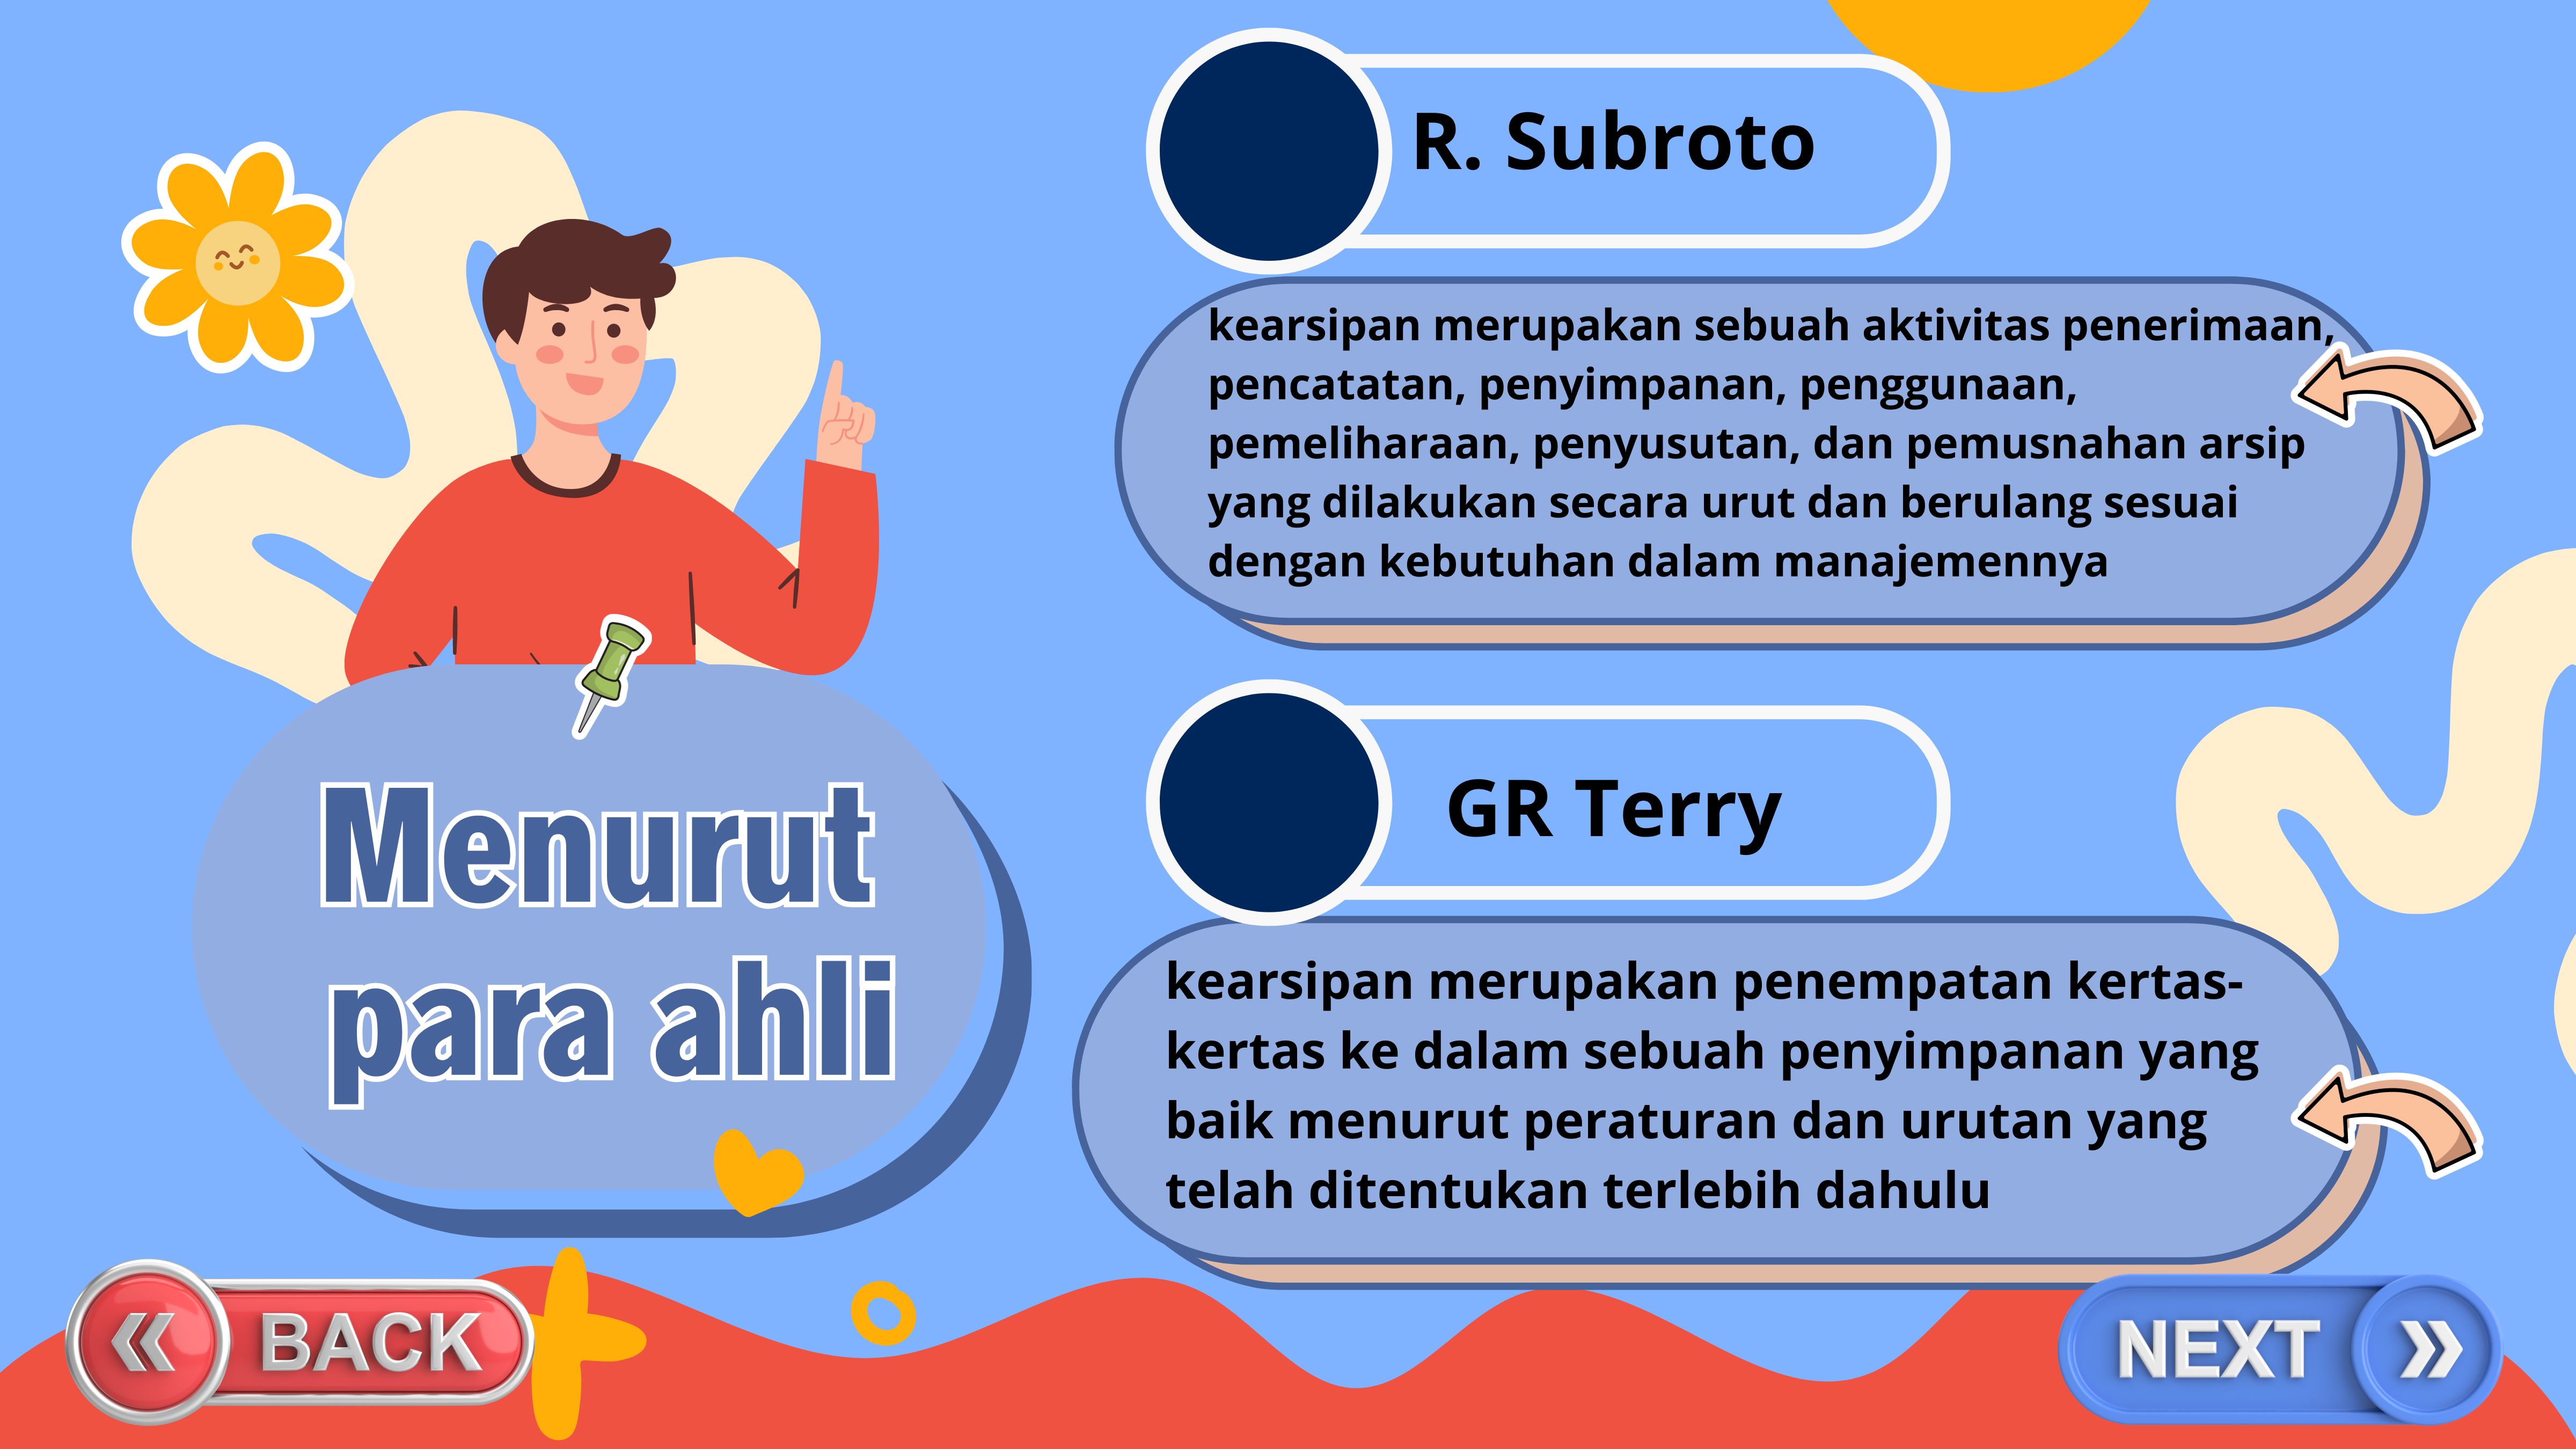 Menurut
para ahli
R. Subroto
kearsipan merupakan sebuah aktivitas penerimaan,
pencatatan, penyimpanan, penggunaan,
pemeliharaan, penyusutan, dan pemusnahan arsip
yang dilakukan secara urut dan berulang sesuai
dengan kebutuhan dalam manajemennya
GR Terry
kearsipan merupakan penempatan kertas-
kertas ke dalam sebuah penyimpanan yang
baik menurut peraturan dan urutan yang
telah ditentukan terlebih dahulu
BACK
NEXT